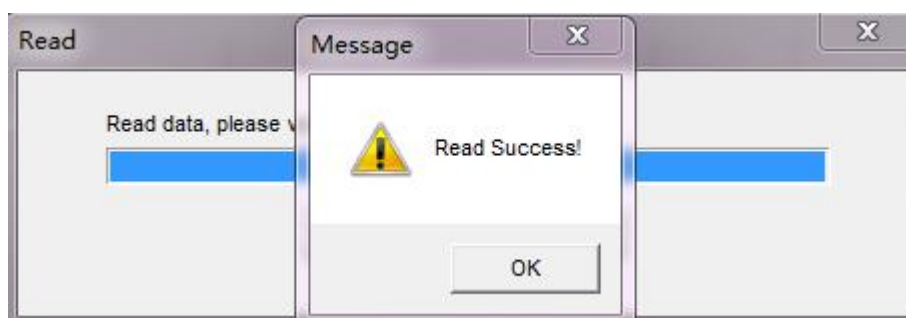 Read
Message
Read data, please
Read Success!
OK